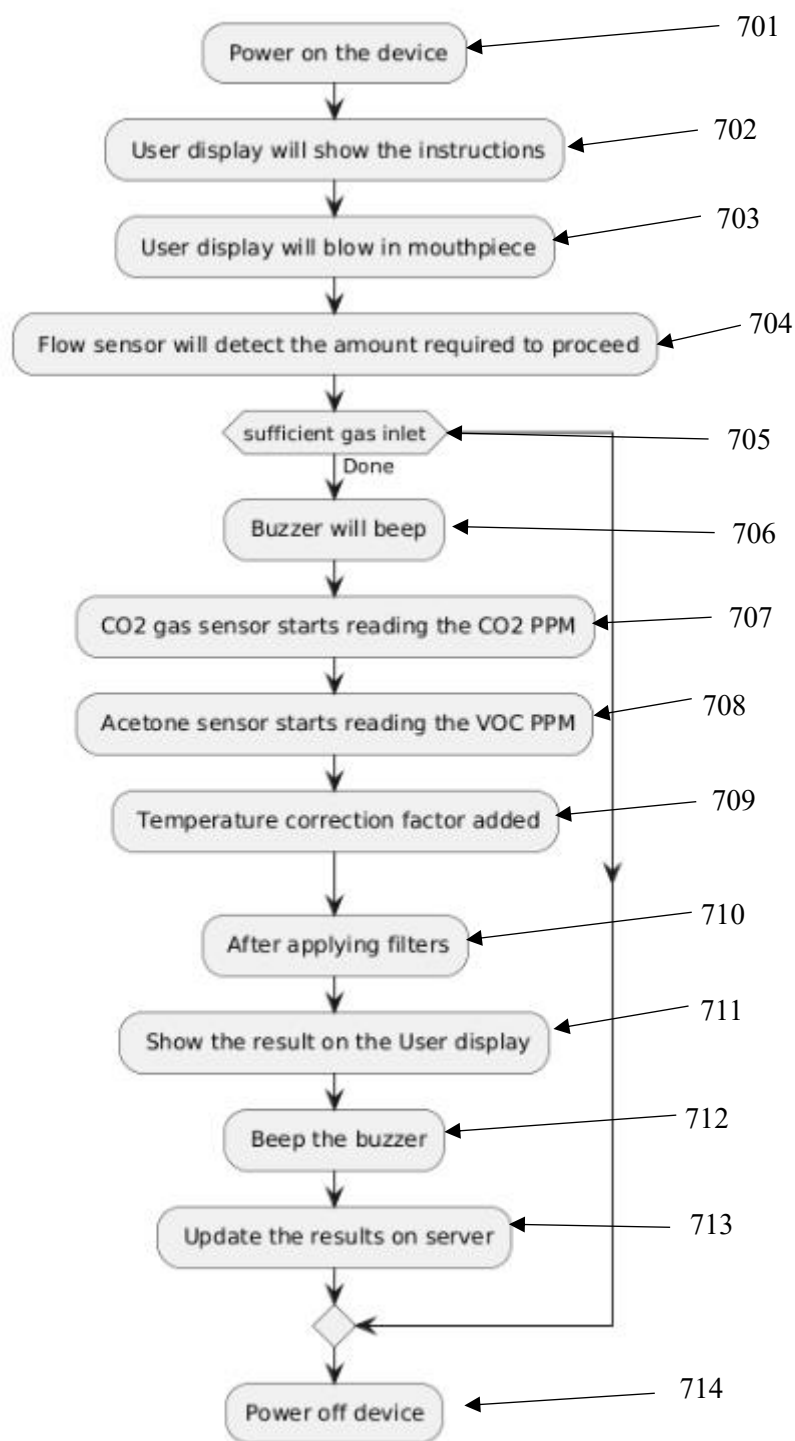 Power on the device
701
User display will show the instructions
702
User display will blow in mouthpiece
703
Flow sensor will detect the amount required to proceed
704
sufficient gas inlet
705
Done
Buzzer will beep
706
CO2 gas sensor starts reading the CO2 PPM
707
Acetone sensor starts reading the VOC PPM
708
Temperature correction factor added
709
After applying filters
710
Show the result on the User display
711
Beep the buzzer
712
Update the results on server
713
Power off device
714